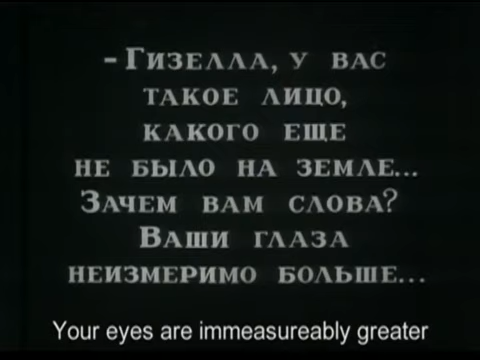 - Гизелла, у вас
такое лицо,
какого еще
не было на земле...
Зачем вам слова?
Ваши глаза
неизмеримо больше...
Your eyes are immeasureably greater